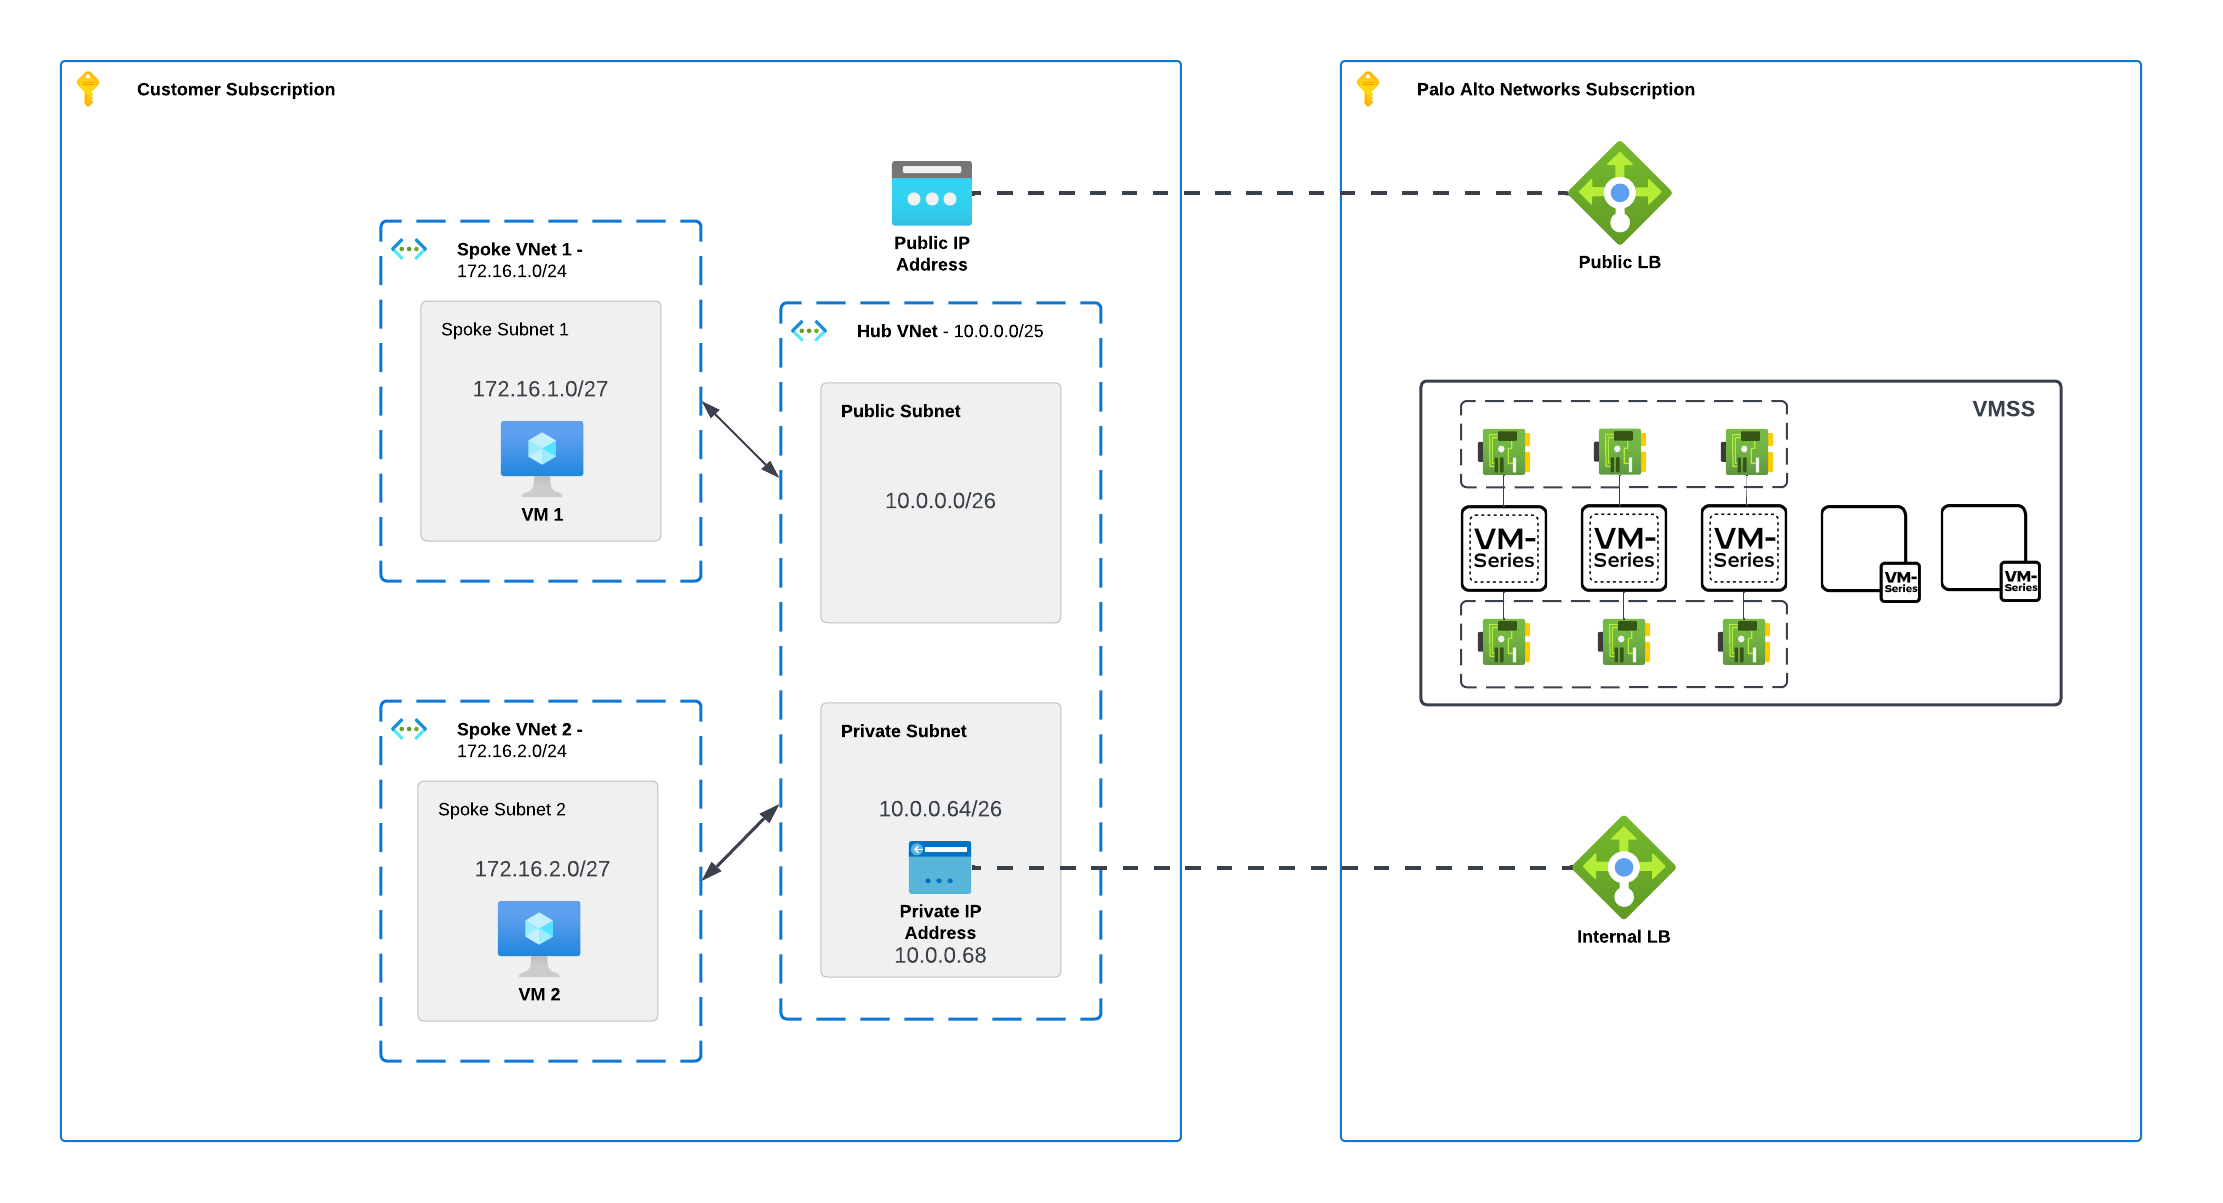 Customer Subscription
Palo Alto Networks Subscription
Public IP
Address
Public LB
Spoke VNet 1 -
172.16.1.0/24
Spoke Subnet 1
172.16.1.0/27
VM 1
Hub VNet - 10.0.0.0/25
Public Subnet
10.0.0.0/26
VMSS
VM-
Series
VM-
Series
VM-
Series
VM-
Series
VM-
Series
Spoke VNet 2 -
172.16.2.0/24
Spoke Subnet 2
172.16.2.0/27
VM 2
Private Subnet
10.0.0.64/26
Private IP
Address
10.0.0.68
Internal LB